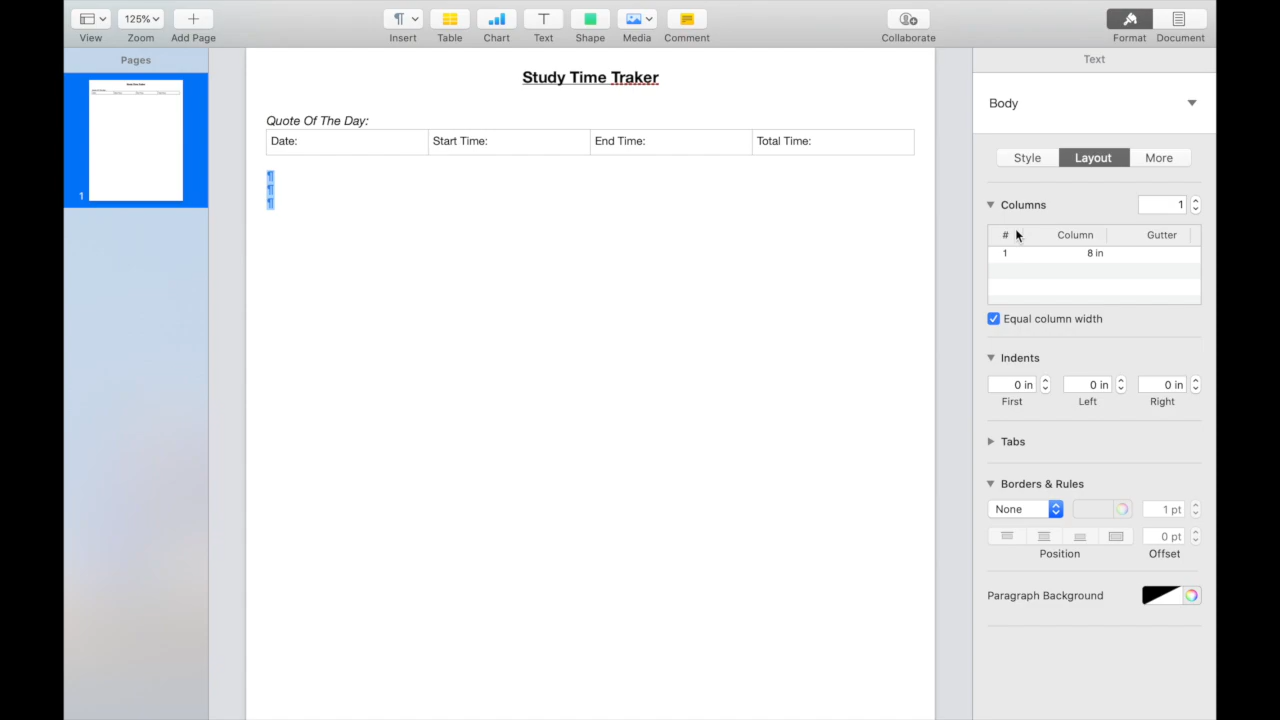 125%
View Zoom Add Page Insert Table Chart Text Shape Media Comment Collaborate Format Document
Pages
1
Study Time Traker
Quote Of The Day:
Date: Start Time: End Time: Total Time:
¶
¶
¶
Text
Body
Style Layout More
Columns 1
# Column Gutter
1 8 in
Equal column width
Indents
0 in 0 in 0 in
First Left Right
Tabs
Borders & Rules
None 1 pt
0 pt
Position Offset
Paragraph Background